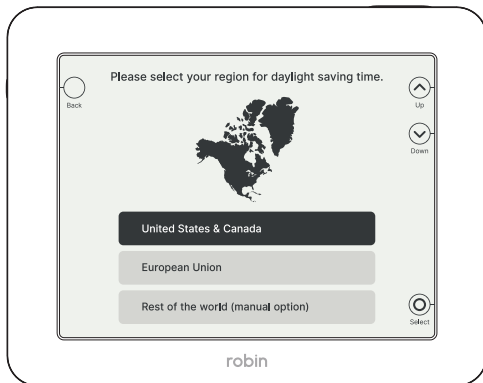 Please select your region for daylight saving time.
Back
Up
Down
United States & Canada
European Union
Rest of the world (manual option)
Select
robin